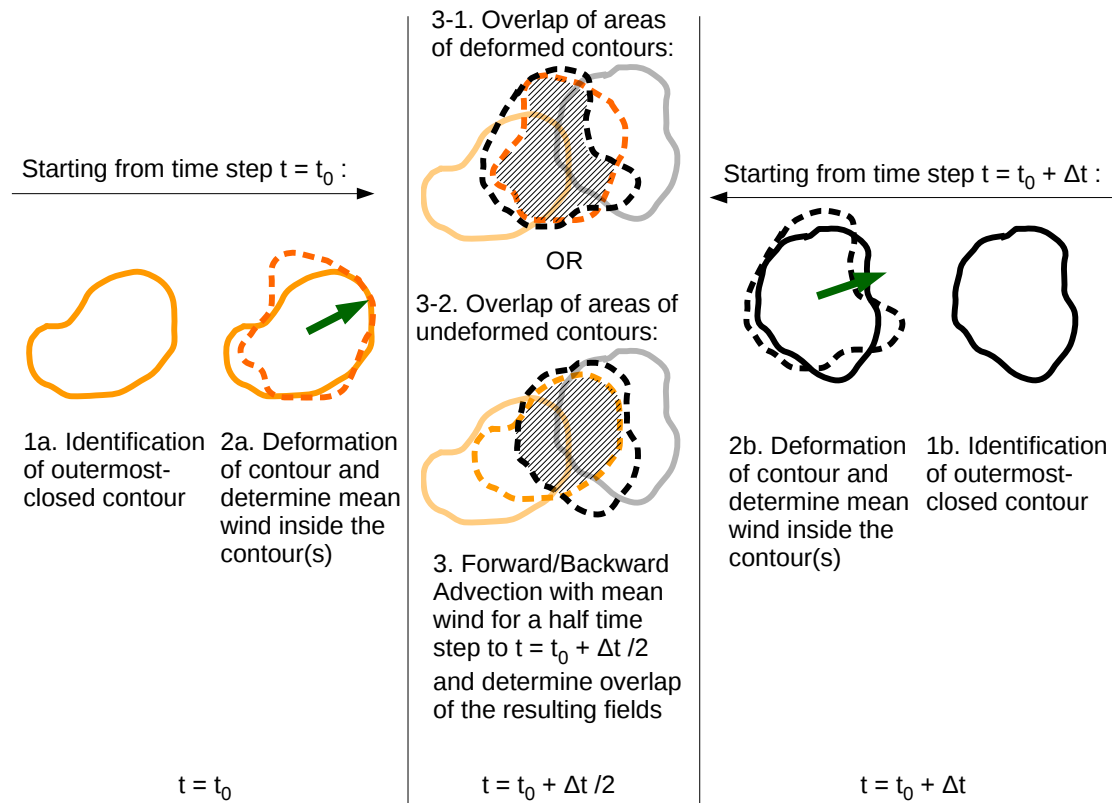 Starting from time step t = t₀ :
1a. Identification
of outermost-
closed contour
2a. Deformation
of contour and
determine mean
wind inside the
contour(s)
3-1. Overlap of areas
of deformed contours:
OR
3-2. Overlap of areas of
undeformed contours:
3. Forward/Backward
Advection with mean
wind for a half time
step to t = t₀ + Δt /2
and determine overlap
of the resulting fields
Starting from time step t = t₀ + Δt :
2b. Deformation
of contour and
determine mean
wind inside the
contour(s)
1b. Identification
of outermost-
closed contour
t = t₀
t = t₀ + Δt /2
t = t₀ + Δt